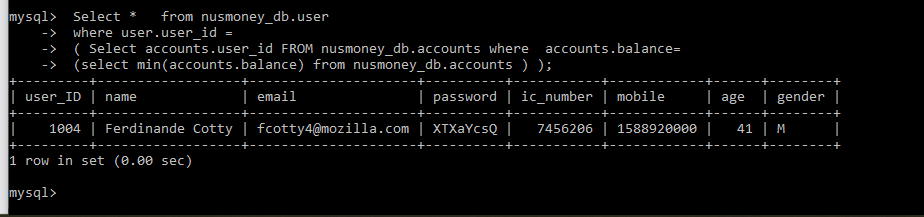 mysql>  Select *   from nusmoney_db.user
    ->  where user.user_id =
    ->  ( Select accounts.user_id FROM nusmoney_db.accounts where  accounts.balance=
    ->  (select min(accounts.balance) from nusmoney_db.accounts ) );
+---------+------------------+--------------------+----------+-----------+------------+------+--------+
| user_ID | name             | email              | password | ic_number | mobile     | age  | gender |
+---------+------------------+--------------------+----------+-----------+------------+------+--------+
|    1004 | Ferdinande Cotty | fcotty4@mozilla.com | XTXaYcsQ |   7456206 | 1588920000 |   41 | M      |
+---------+------------------+--------------------+----------+-----------+------------+------+--------+
1 row in set (0.00 sec)
mysql>